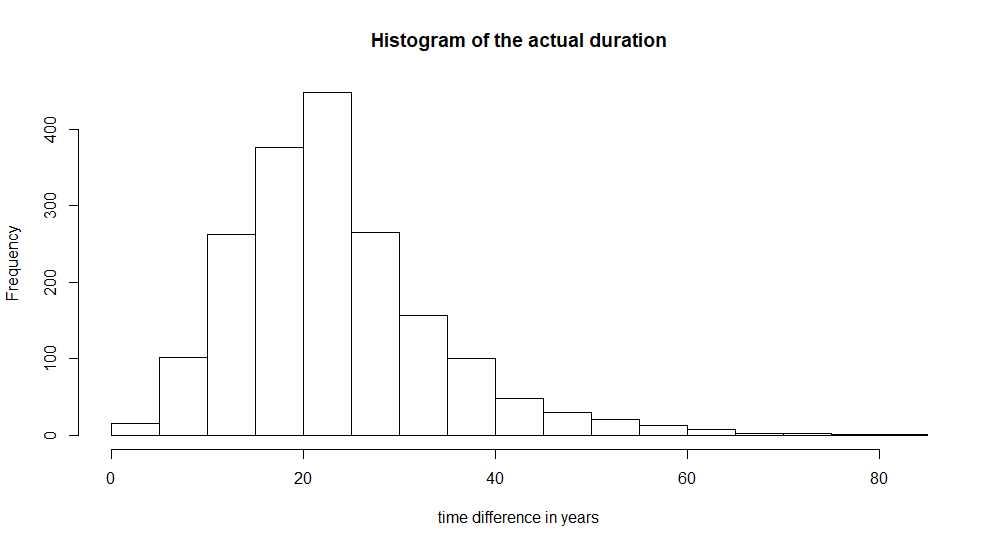 Histogram of the actual duration
Frequency
400
300
200
100
0
0 20 40 60 80
time difference in years